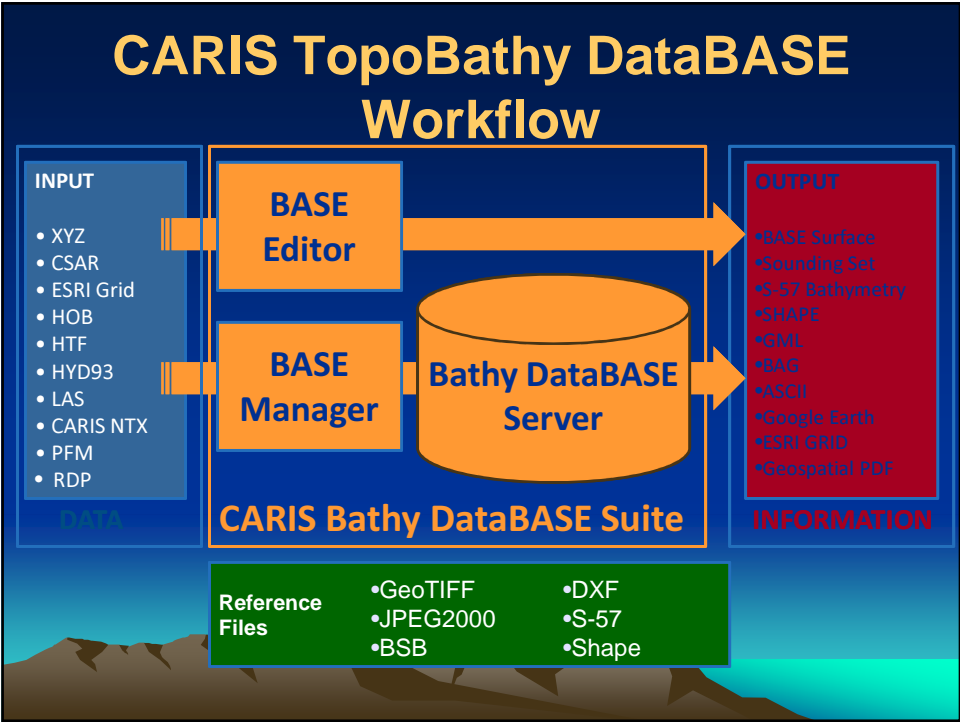 CARIS TopoBathy DataBASE
Workflow
INPUT
• XYZ
• CSAR
• ESRI Grid
• HOB
• HTF
• HYD93
• LAS
• CARIS NTX
• PFM
• RDP
DATA
BASE
Editor
BASE
Manager
Bathy DataBASE
Server
CARIS Bathy DataBASE Suite
OUTPUT
•BASE Surface
•Sounding Set
•S-57 Bathymetry
•SHAPE
•GML
•BAG
•ASCII
•Google Earth
•ESRI GRID
•Geospatial PDF
INFORMATION
Reference
Files
•GeoTIFF
•JPEG2000
•BSB
•DXF
•S-57
•Shape